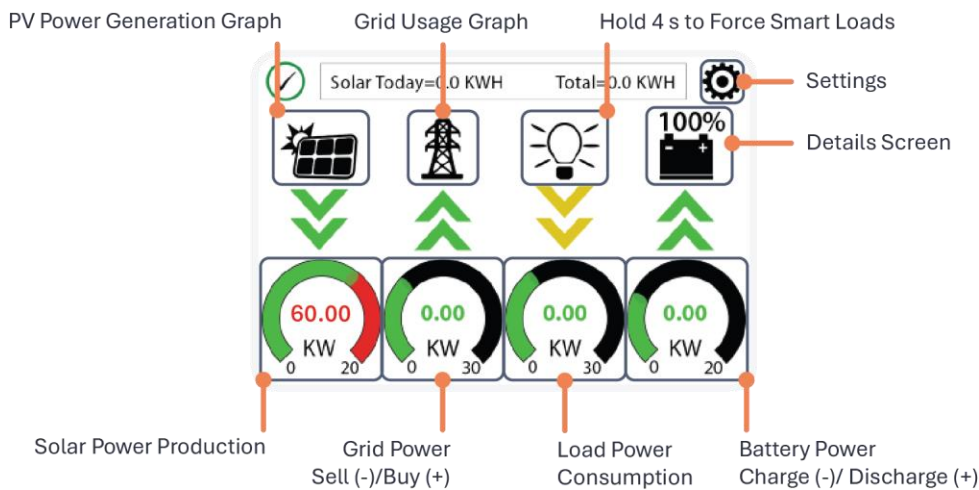 PV Power Generation Graph
Grid Usage Graph
Hold 4 s to Force Smart Loads
Solar Today=0.0 KWH
Total=0.0 KWH
Settings
100%
Details Screen
60.00
KW
0
20
0.00
KW
0
30
0.00
KW
0
30
0.00
KW
0
20
Solar Power Production
Grid Power
Sell (-)/Buy (+)
Load Power
Consumption
Battery Power
Charge (-)/ Discharge (+)